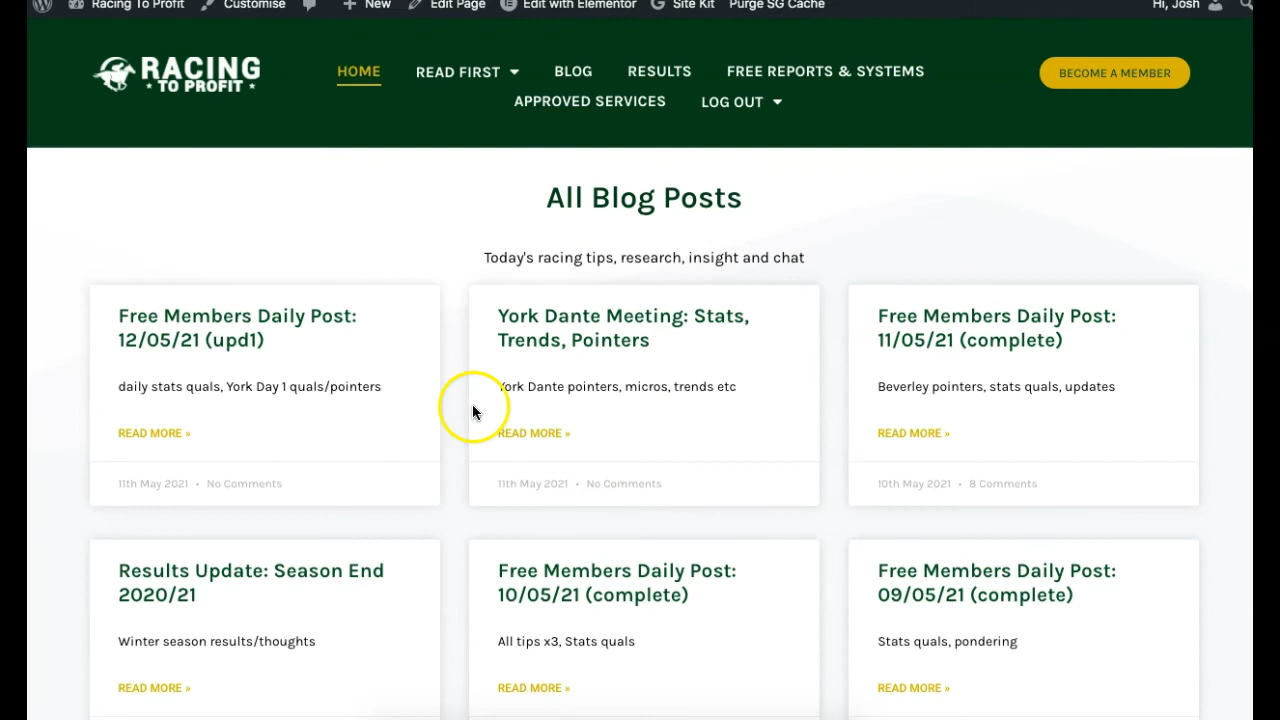 Racing To Profit Customise New Edit Page Edit with Elementor Site Kit Purge SG Cache Hi, Josh
RACING
TO PROFIT
HOME READ FIRST BLOG RESULTS FREE REPORTS & SYSTEMS
APPROVED SERVICES LOG OUT
BECOME A MEMBER
All Blog Posts
Today's racing tips, research, insight and chat
Free Members Daily Post:
12/05/21 (upd1)
daily stats quals, York Day 1 quals/pointers
READ MORE »
11th May 2021 • No Comments
York Dante Meeting: Stats,
Trends, Pointers
York Dante pointers, micros, trends etc
READ MORE »
11th May 2021 • No Comments
Free Members Daily Post:
11/05/21 (complete)
Beverley pointers, stats quals, updates
READ MORE »
10th May 2021 • 8 Comments
Results Update: Season End
2020/21
Winter season results/thoughts
READ MORE »
Free Members Daily Post:
10/05/21 (complete)
All tips x3, Stats quals
READ MORE »
Free Members Daily Post:
09/05/21 (complete)
Stats quals, pondering
READ MORE »